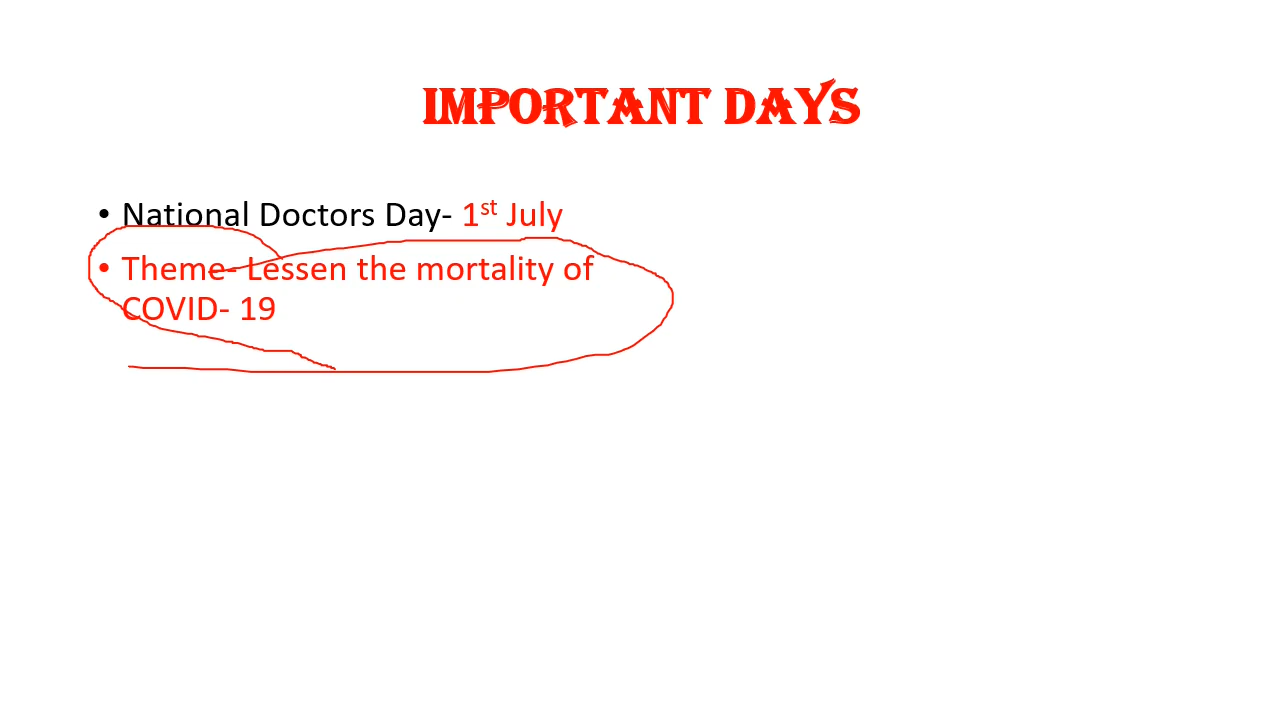 IMPORTANT DAYS
• National Doctors Day- 1st July
• Theme- Lessen the mortality of
COVID- 19